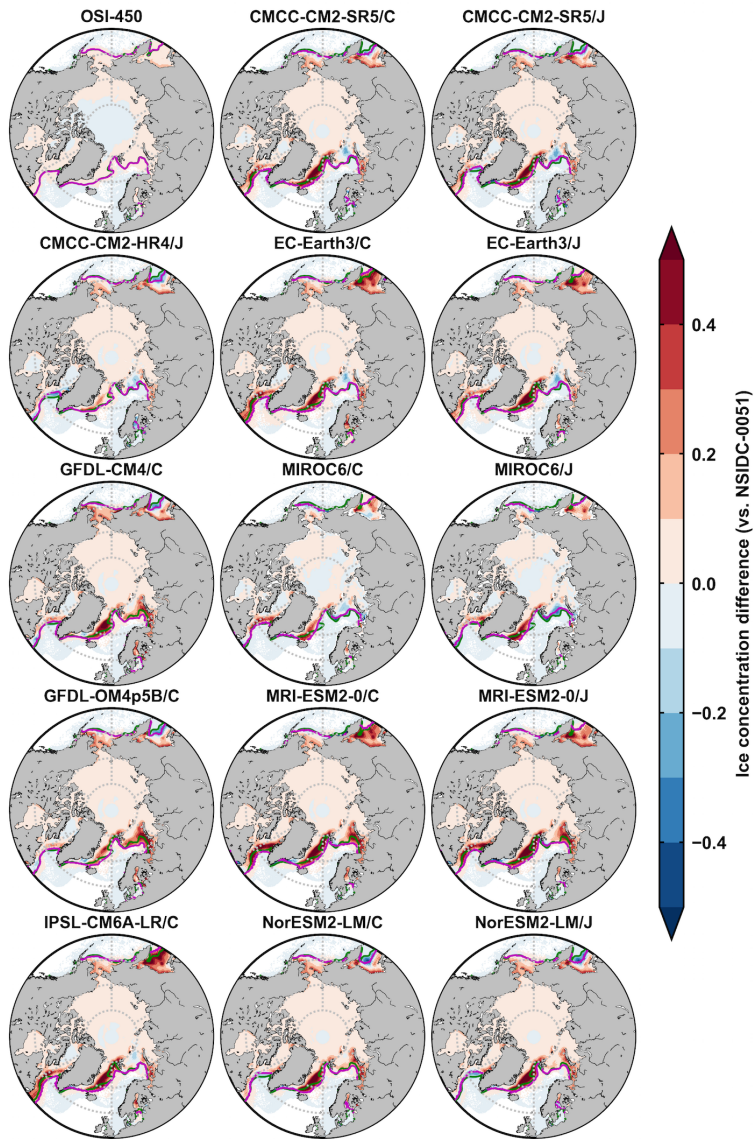 OSI-450
CMCC-CM2-SR5/C
CMCC-CM2-SR5/J
CMCC-CM2-HR4/J
EC-Earth3/C
EC-Earth3/J
GFDL-CM4/C
MIROC6/C
MIROC6/J
GFDL-OM4p5B/C
MRI-ESM2-0/C
MRI-ESM2-0/J
IPSL-CM6A-LR/C
NorESM2-LM/C
NorESM2-LM/J
0.4
0.2
0.0
−0.2
−0.4
Ice concentration difference (vs. NSIDC-0051)